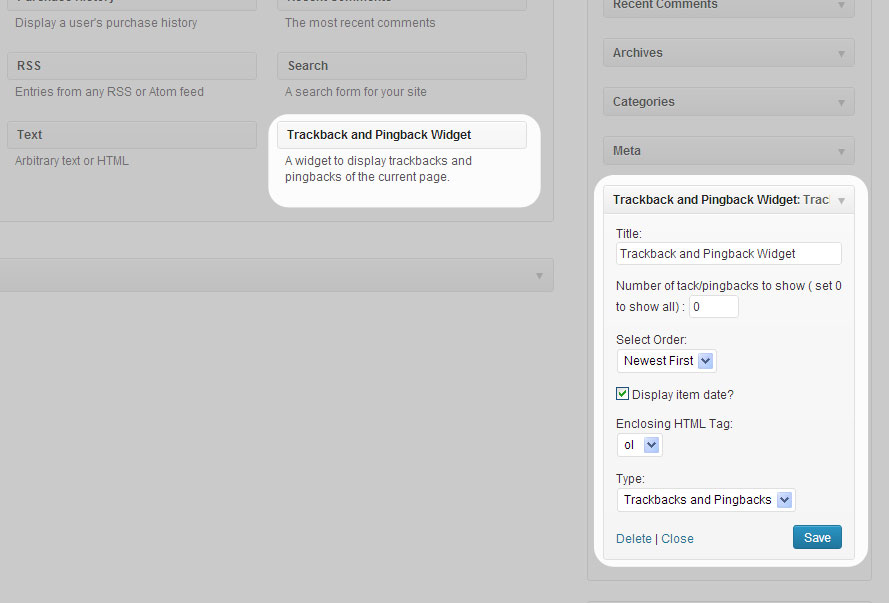 Purchase History
Recent Comments
Display a user's purchase history
The most recent comments
RSS
Search
Entries from any RSS or Atom feed
A search form for your site
Text
Trackback and Pingback Widget
Arbitrary text or HTML
A widget to display trackbacks and
pingbacks of the current page.
Recent Comments
Archives
Categories
Meta
Trackback and Pingback Widget: Trac
Title:
Trackback and Pingback Widget
Number of tack/pingbacks to show ( set 0
to show all) : 0
Select Order:
Newest First
Display item date?
Enclosing HTML Tag:
ol
Type:
Trackbacks and Pingbacks
Delete | Close
Save